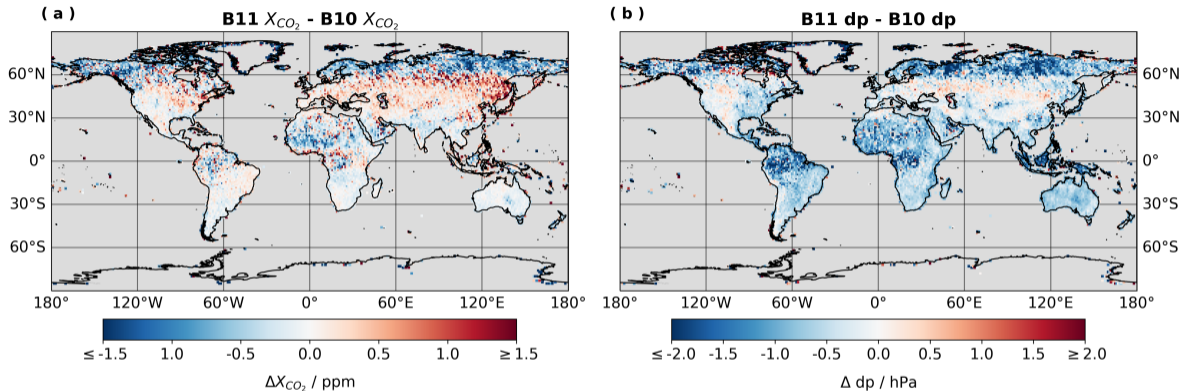 ( a )
B11 X_CO₂ - B10 X_CO₂
( b )
B11 dp - B10 dp
60°N
30°N
0°
30°S
60°S
60°N
30°N
0°
30°S
60°S
180° 120°W 60°W 0° 60°E 120°E 180°
180° 120°W 60°W 0° 60°E 120°E 180°
≤ -1.5 1.0 -0.5 0.0 0.5 1.0 ≥ 1.5
≤ -2.0 -1.5 -1.0 -0.5 0.0 0.5 1.0 1.5 ≥ 2.0
ΔX_CO₂ / ppm
Δ dp / hPa